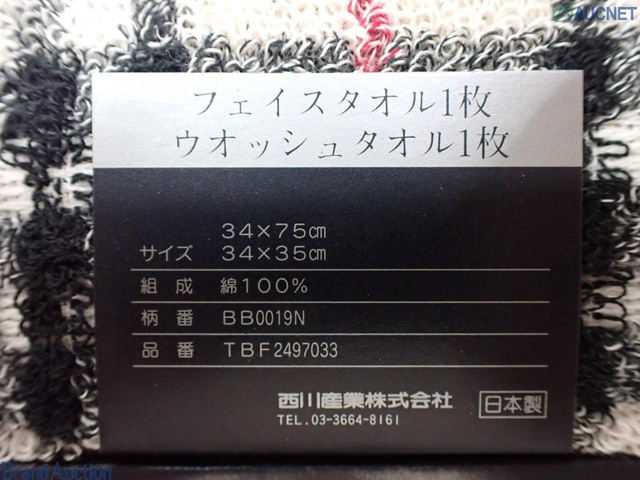 AUCNET
フェイスタオル1枚
ウオッシュタオル1枚
34×75㎝
サイズ 34×35㎝
組成 綿100%
柄番 BB0019N
品番 TBF2497033
西川産業株式会社 日本製
TEL.03-3664-8161
Brand Auction